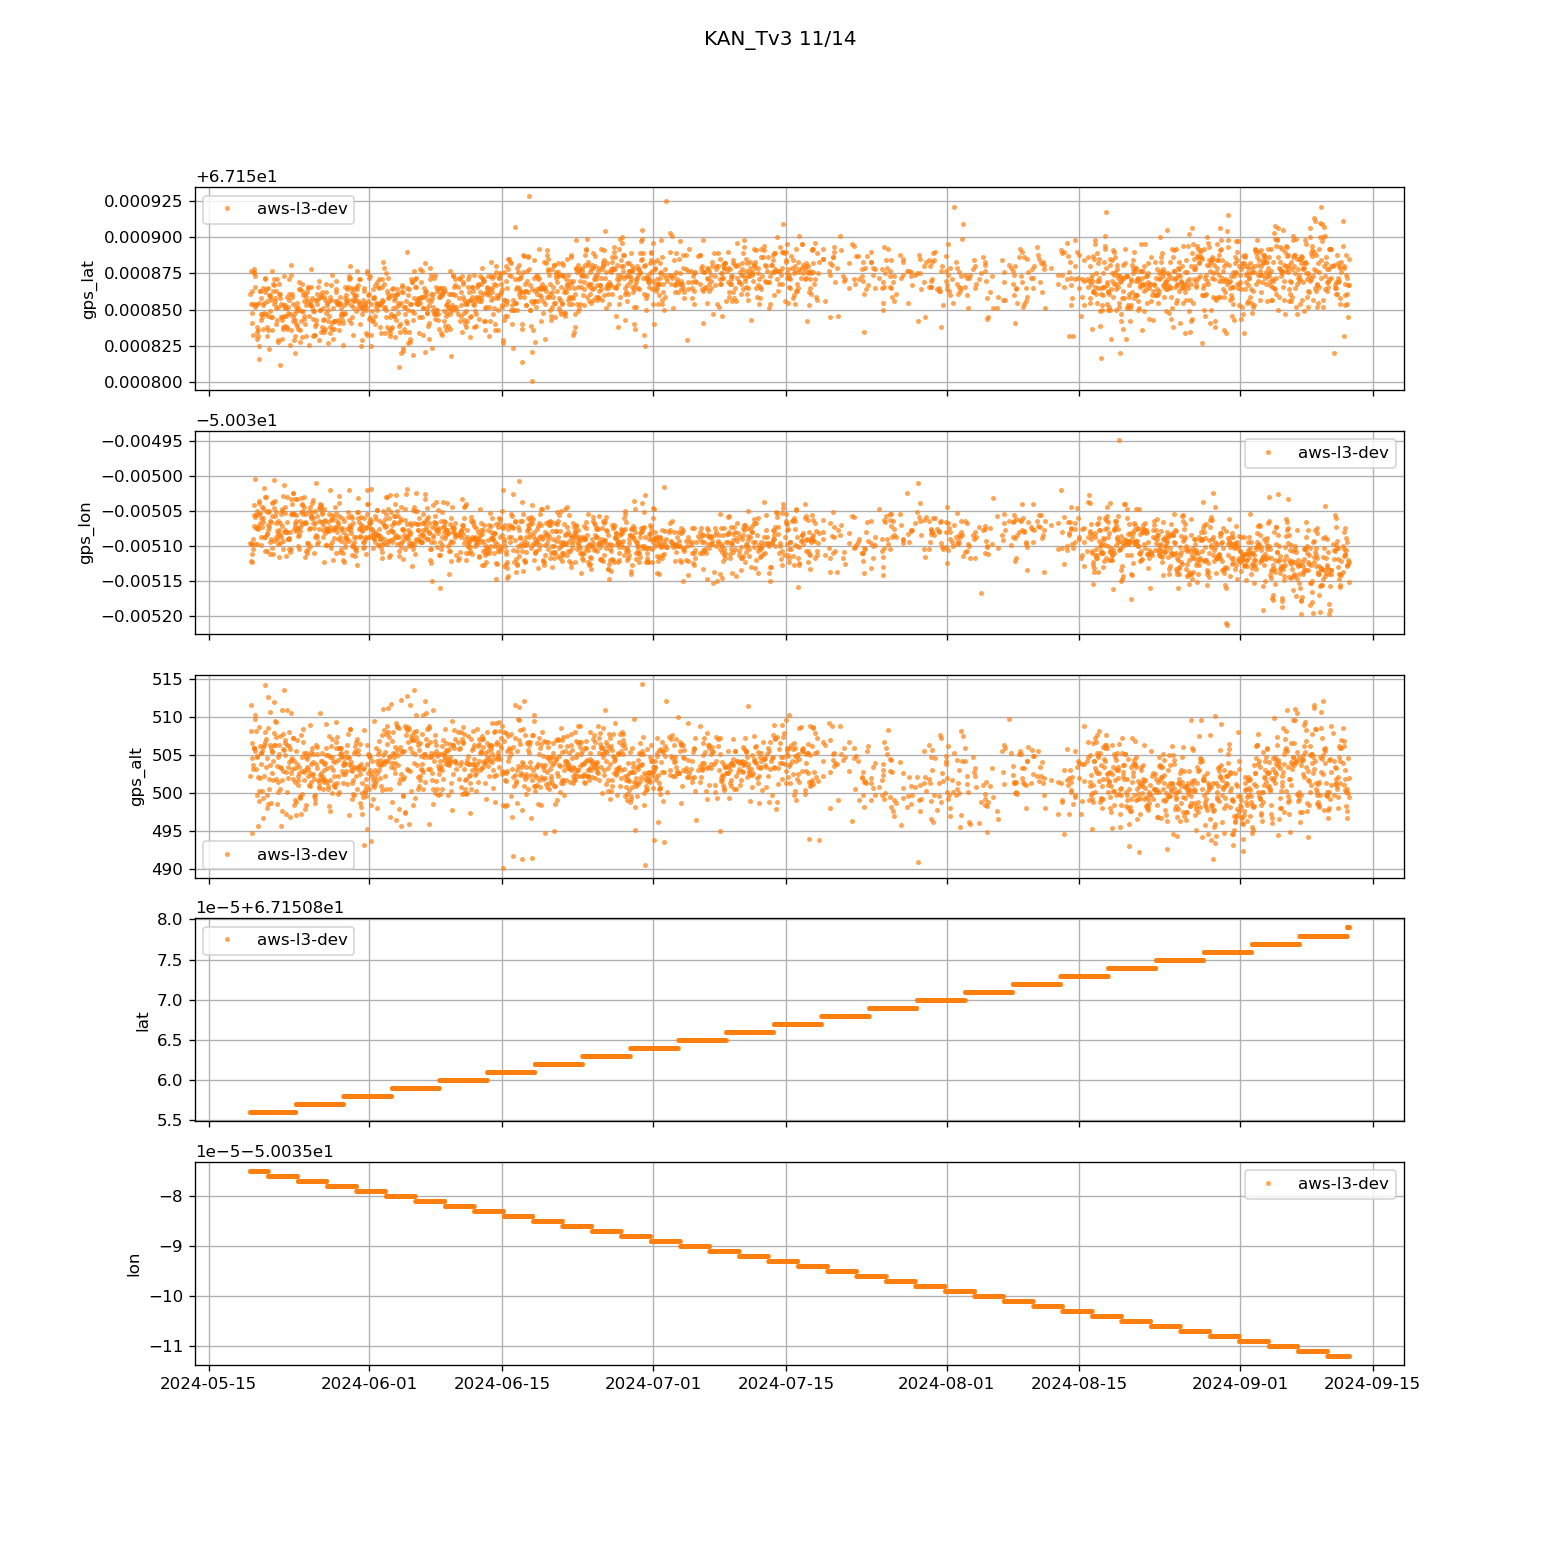 KAN_Tv3 11/14
+6.715e1
0.000925
0.000900
0.000875
0.000850
0.000825
0.000800
gps_lat
aws-l3-dev
−5.003e1
−0.00495
−0.00500
−0.00505
−0.00510
−0.00515
−0.00520
gps_lon
aws-l3-dev
515
510
505
500
495
490
gps_alt
aws-l3-dev
1e−5+6.71508e1
8.0
7.5
7.0
6.5
6.0
5.5
lat
aws-l3-dev
1e−5−5.0035e1
−8
−9
−10
−11
lon
aws-l3-dev
2024-05-15 2024-06-01 2024-06-15 2024-07-01 2024-07-15 2024-08-01 2024-08-15 2024-09-01 2024-09-15